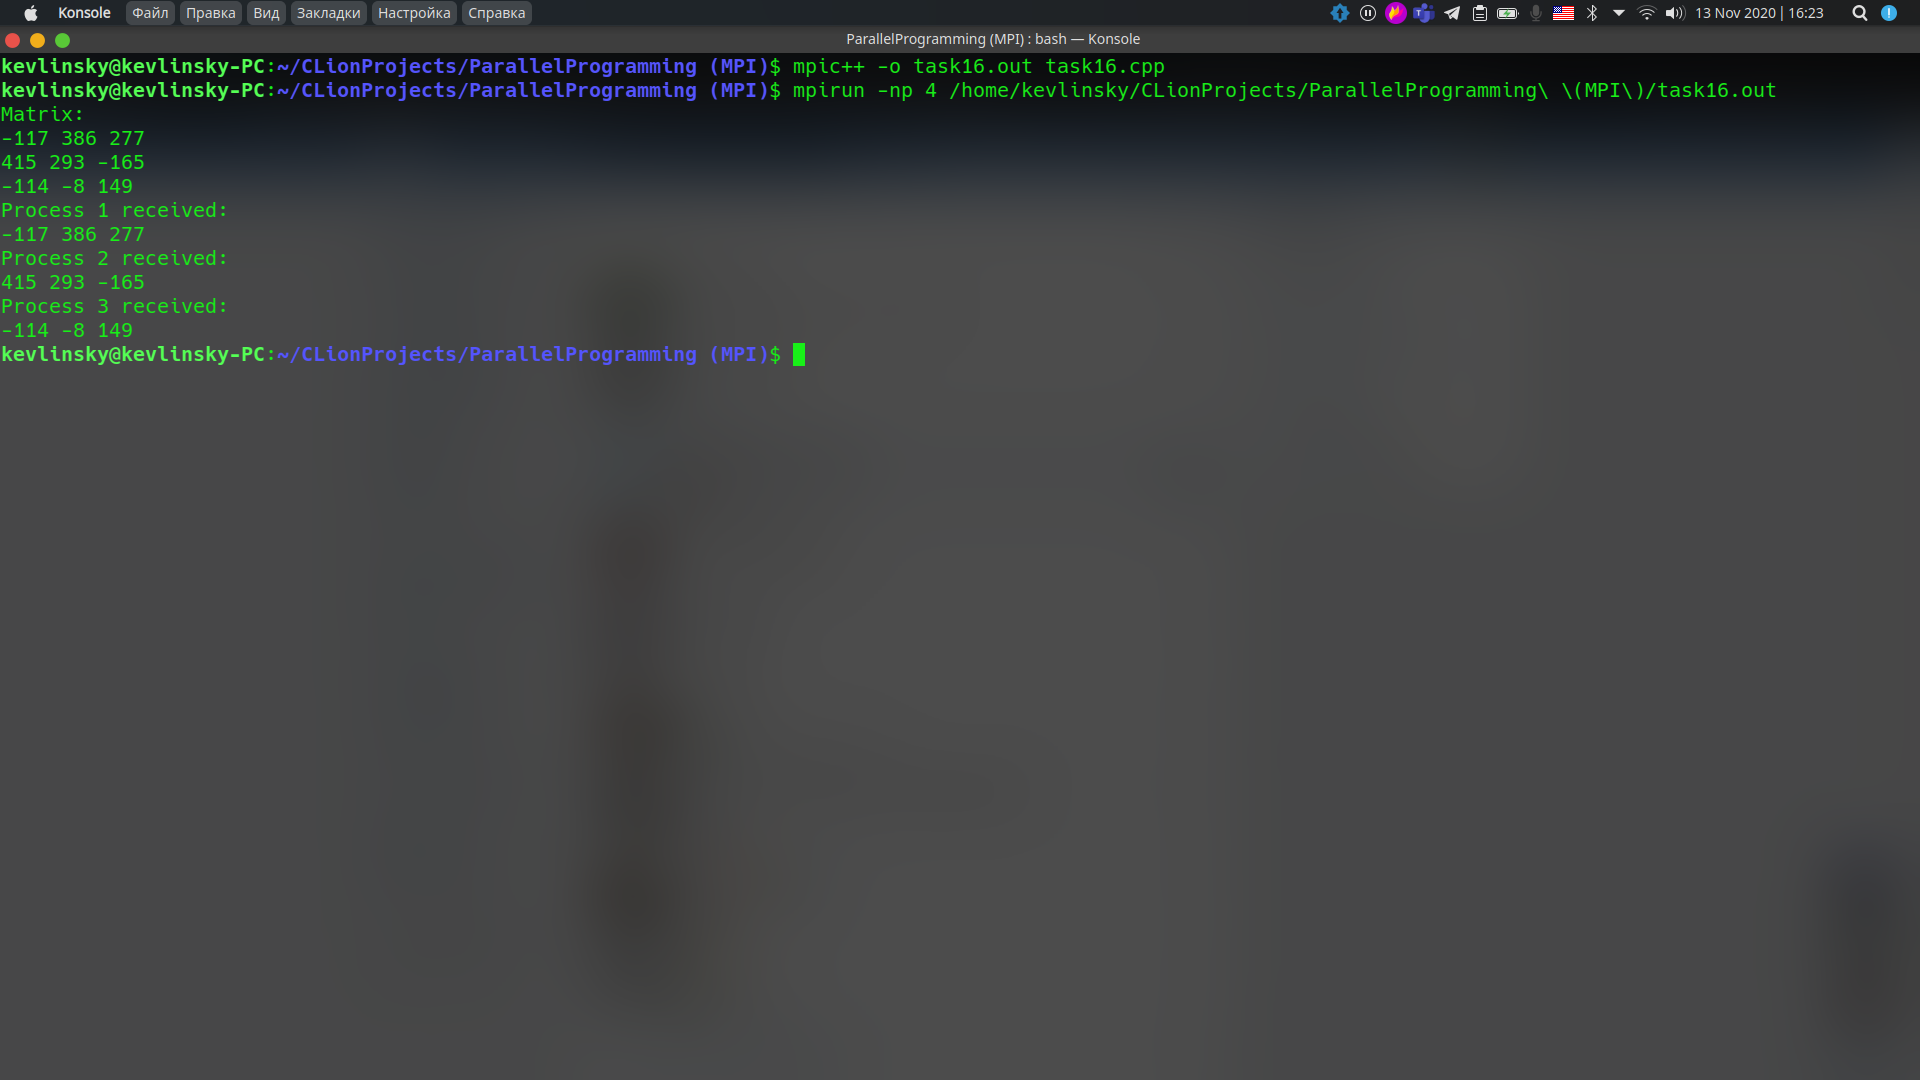 Konsole Файл Правка Вид Закладки Настройка Справка 13 Nov 2020 | 16:23
ParallelProgramming (MPI) : bash — Konsole
kevlinsky@kevlinsky-PC:~/CLionProjects/ParallelProgramming (MPI)$ mpic++ -o task16.out task16.cpp
kevlinsky@kevlinsky-PC:~/CLionProjects/ParallelProgramming (MPI)$ mpirun -np 4 /home/kevlinsky/CLionProjects/ParallelProgramming\ \(MPI\)/task16.out
Matrix:
-117 386 277
415 293 -165
-114 -8 149
Process 1 received:
-117 386 277
Process 2 received:
415 293 -165
Process 3 received:
-114 -8 149
kevlinsky@kevlinsky-PC:~/CLionProjects/ParallelProgramming (MPI)$